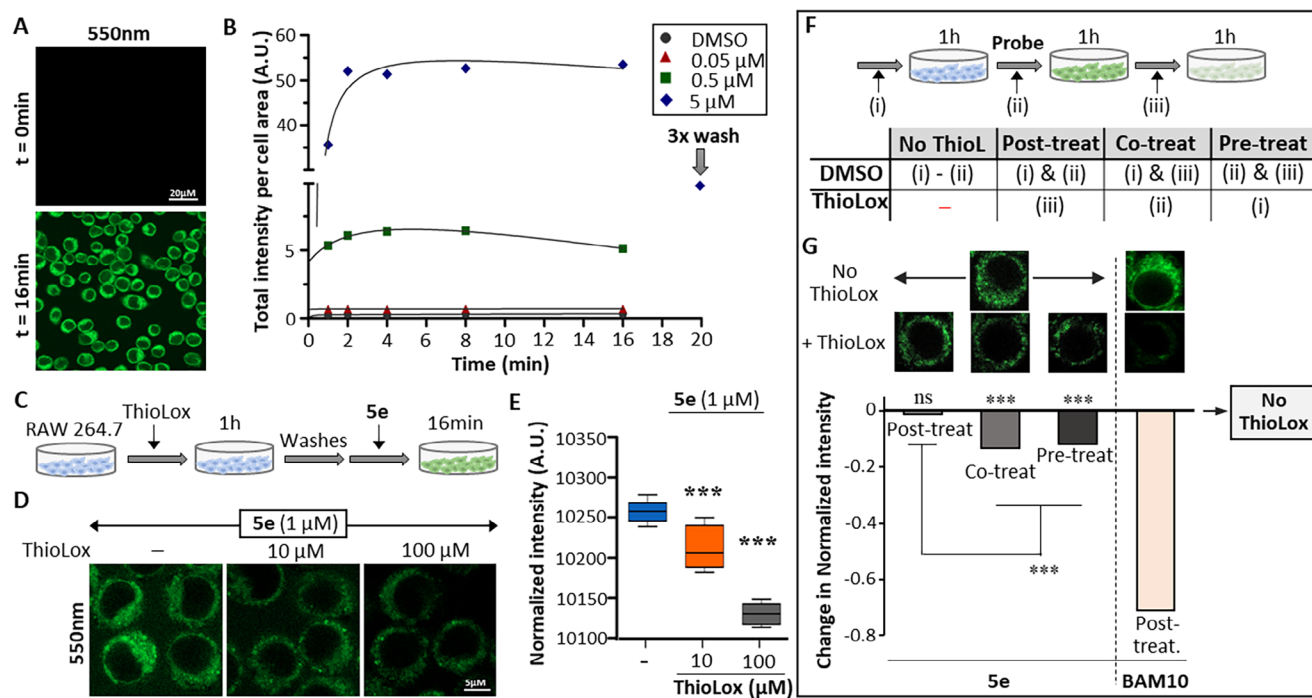 A
550nm
t = 0min
20µM
t = 16min
B
Total intensity per cell area (A.U.)
60
50
40
5
0
0
2
4
6
8
10
12
14
16
20
Time (min)
DMSO
0.05 µM
0.5 µM
5 µM
3x wash
C
RAW 264.7
ThioLox
1h
Washes
5e
16min
D
5e (1 µM)
ThioLox
–
10 µM
100 µM
550nm
5µM
E
5e (1 µM)
Normalized intensity (A.U.)
10350
10300
10250
10200
10150
10100
***
***
-
10
100
ThioLox (µM)
F
1h
Probe
1h
1h
(i)
(ii)
(iii)
No ThioL
Post-treat
Co-treat
Pre-treat
DMSO
(i) - (ii)
(i) & (ii)
(i) & (iii)
(ii) & (iii)
ThioLox
–
(iii)
(ii)
(i)
G
No
ThioLox
+ ThioLox
Change in Normalized intensity
0
-0.2
-0.4
-0.6
-0.8
ns
***
***
Post-treat
Co-treat
Pre-treat
***
No
ThioLox
Post-
treat.
5e
BAM10